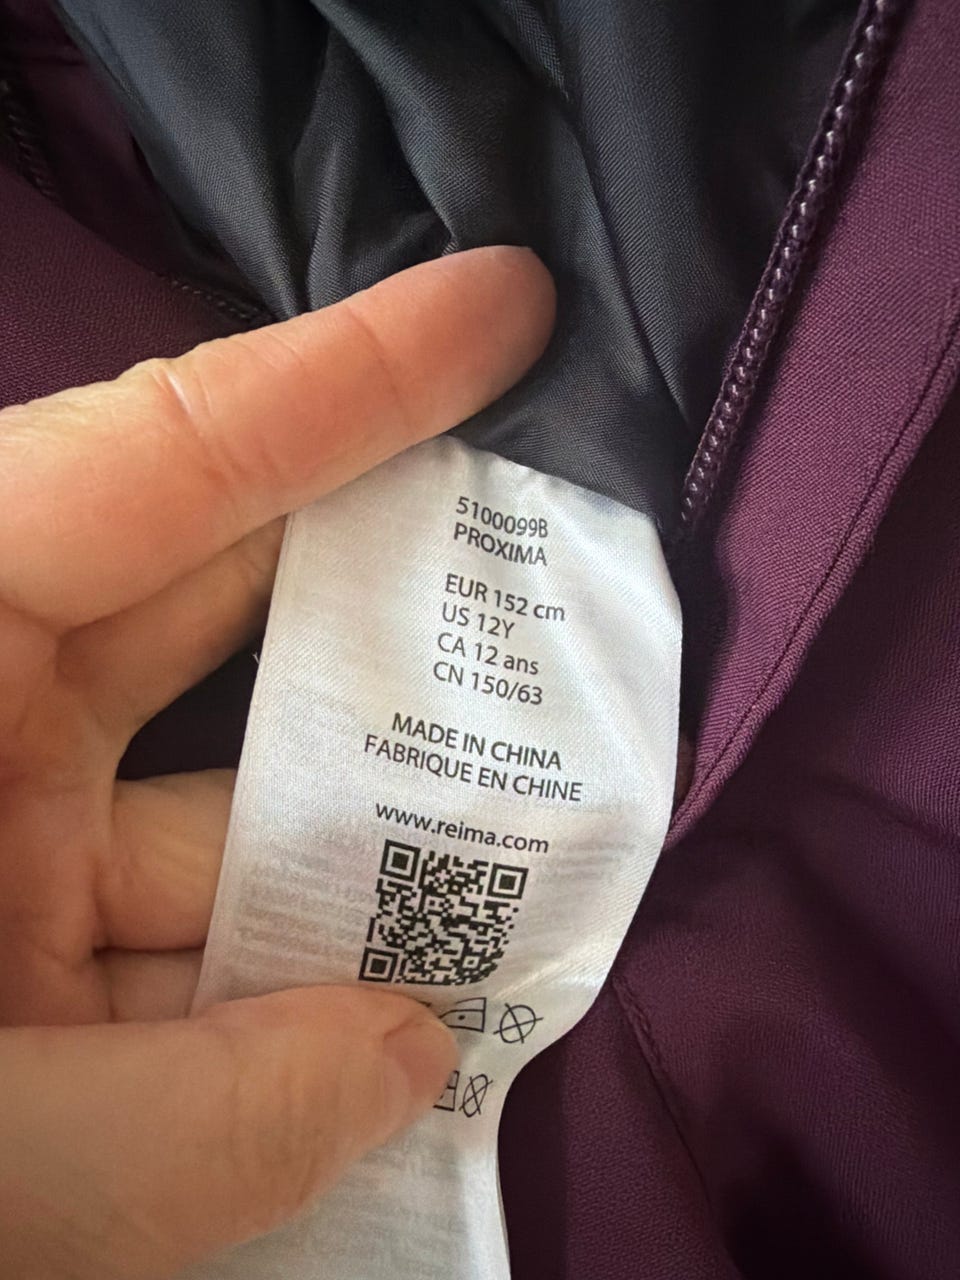 5100099B
PROXIMA
EUR 152 cm
US 12Y
CA 12 ans
CN 150/63
MADE IN CHINA
FABRIQUE EN CHINE
www.reima.com